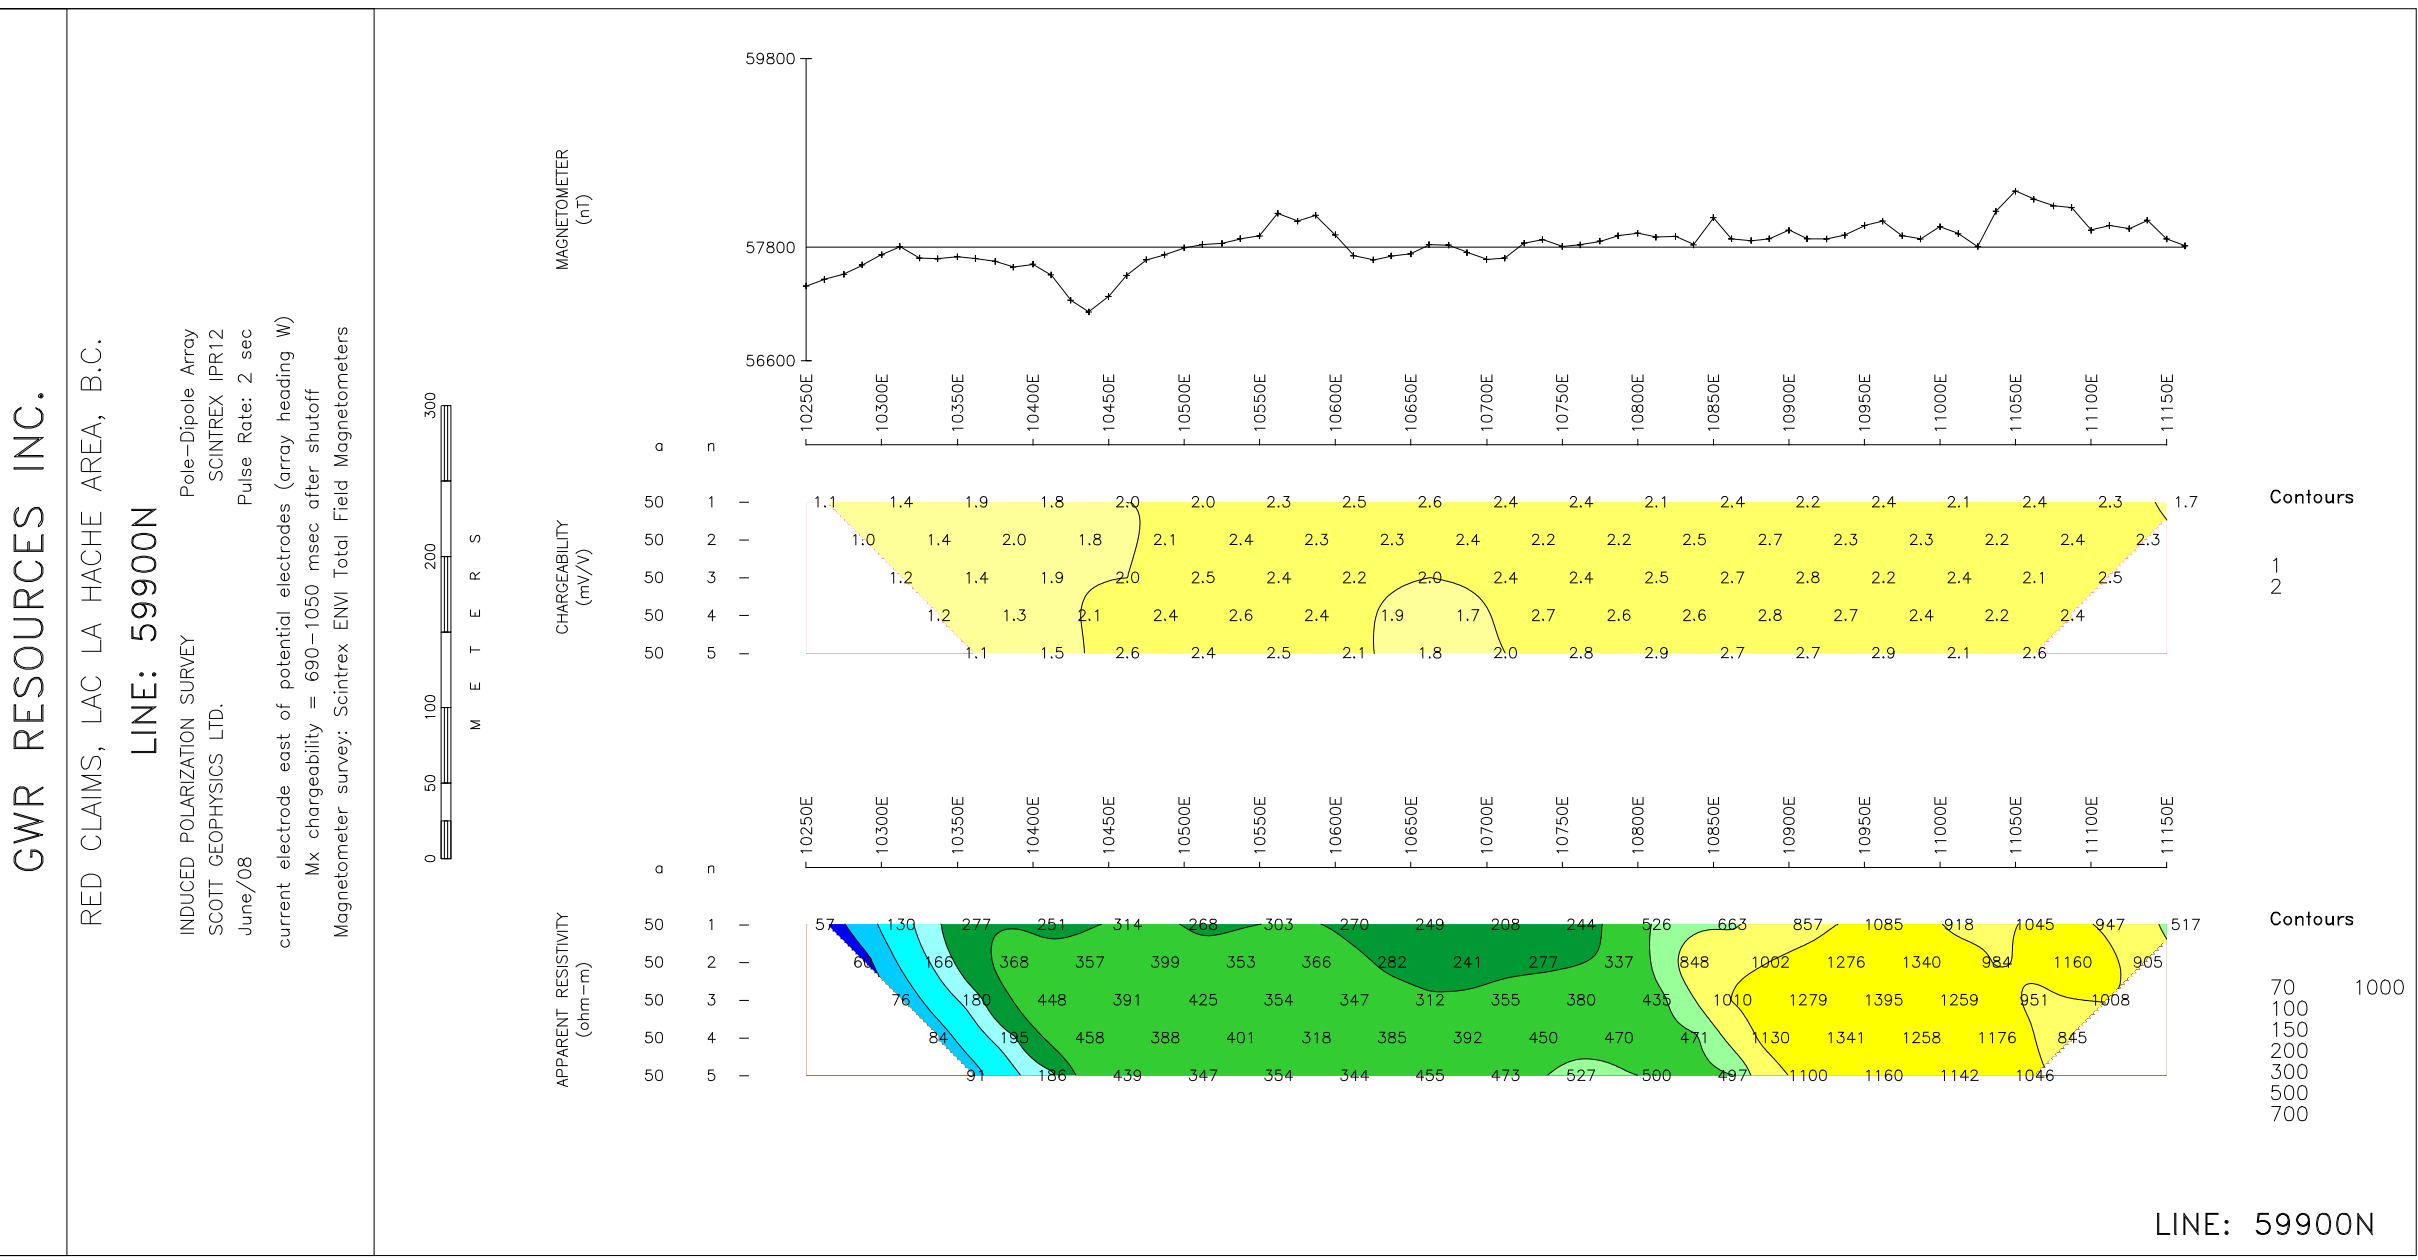 GWR RESOURCES INC.
RED CLAIMS, LAC LA HACHE AREA, B.C.
LINE: 59900N
INDUCED POLARIZATION SURVEY Pole-Dipole Array
SCOTT GEOPHYSICS LTD. SCINTREX IPR12
June/08 Pulse Rate: 2 sec
current electrode east of potential electrodes (array heading W)
Mx chargeability = 690-1050 msec after shutoff
Magnetometer survey: Scintrex ENVI Total Field Magnetometers
0 50 100 200 300
METERS
MAGNETOMETER
(nT)
59800
57800
56600
10250E 10300E 10350E 10400E 10450E 10500E 10550E 10600E 10650E 10700E 10750E 10800E 10850E 10900E 10950E 11000E 11050E 11100E 11150E
a n
CHARGEABILITY
(mV/V)
50 1 - 1.1 1.4 1.9 1.8 2.0 2.0 2.3 2.5 2.6 2.4 2.4 2.1 2.4 2.2 2.4 2.1 2.4 2.3 1.7
50 2 - 1.0 1.4 2.0 1.8 2.1 2.4 2.3 2.3 2.4 2.2 2.2 2.5 2.7 2.3 2.3 2.2 2.4 2.3
50 3 - 1.2 1.4 1.9 2.0 2.5 2.4 2.2 2.0 2.4 2.4 2.5 2.7 2.8 2.2 2.4 2.1 2.5
50 4 - 1.2 1.3 2.1 2.4 2.6 2.4 1.9 1.7 2.7 2.6 2.6 2.8 2.7 2.4 2.2 2.4
50 5 - 1.1 1.5 2.6 2.4 2.5 2.1 1.8 2.0 2.8 2.9 2.7 2.7 2.9 2.1 2.6
Contours
1
2
10250E 10300E 10350E 10400E 10450E 10500E 10550E 10600E 10650E 10700E 10750E 10800E 10850E 10900E 10950E 11000E 11050E 11100E 11150E
a n
APPARENT RESISTIVITY
(ohm-m)
50 1 - 57 130 277 251 314 268 303 270 249 208 244 526 663 857 1085 918 1045 947 517
50 2 - 60 166 368 357 399 353 366 282 241 277 337 848 1002 1276 1340 984 1160 905
50 3 - 76 180 448 391 425 354 347 312 355 380 435 1010 1279 1395 1259 951 1008
50 4 - 84 195 458 388 401 318 385 392 450 470 471 1130 1341 1258 1176 845
50 5 - 91 186 439 347 354 344 455 473 527 500 497 1100 1160 1142 1046
Contours
70 1000
100
150
200
300
500
700
LINE: 59900N